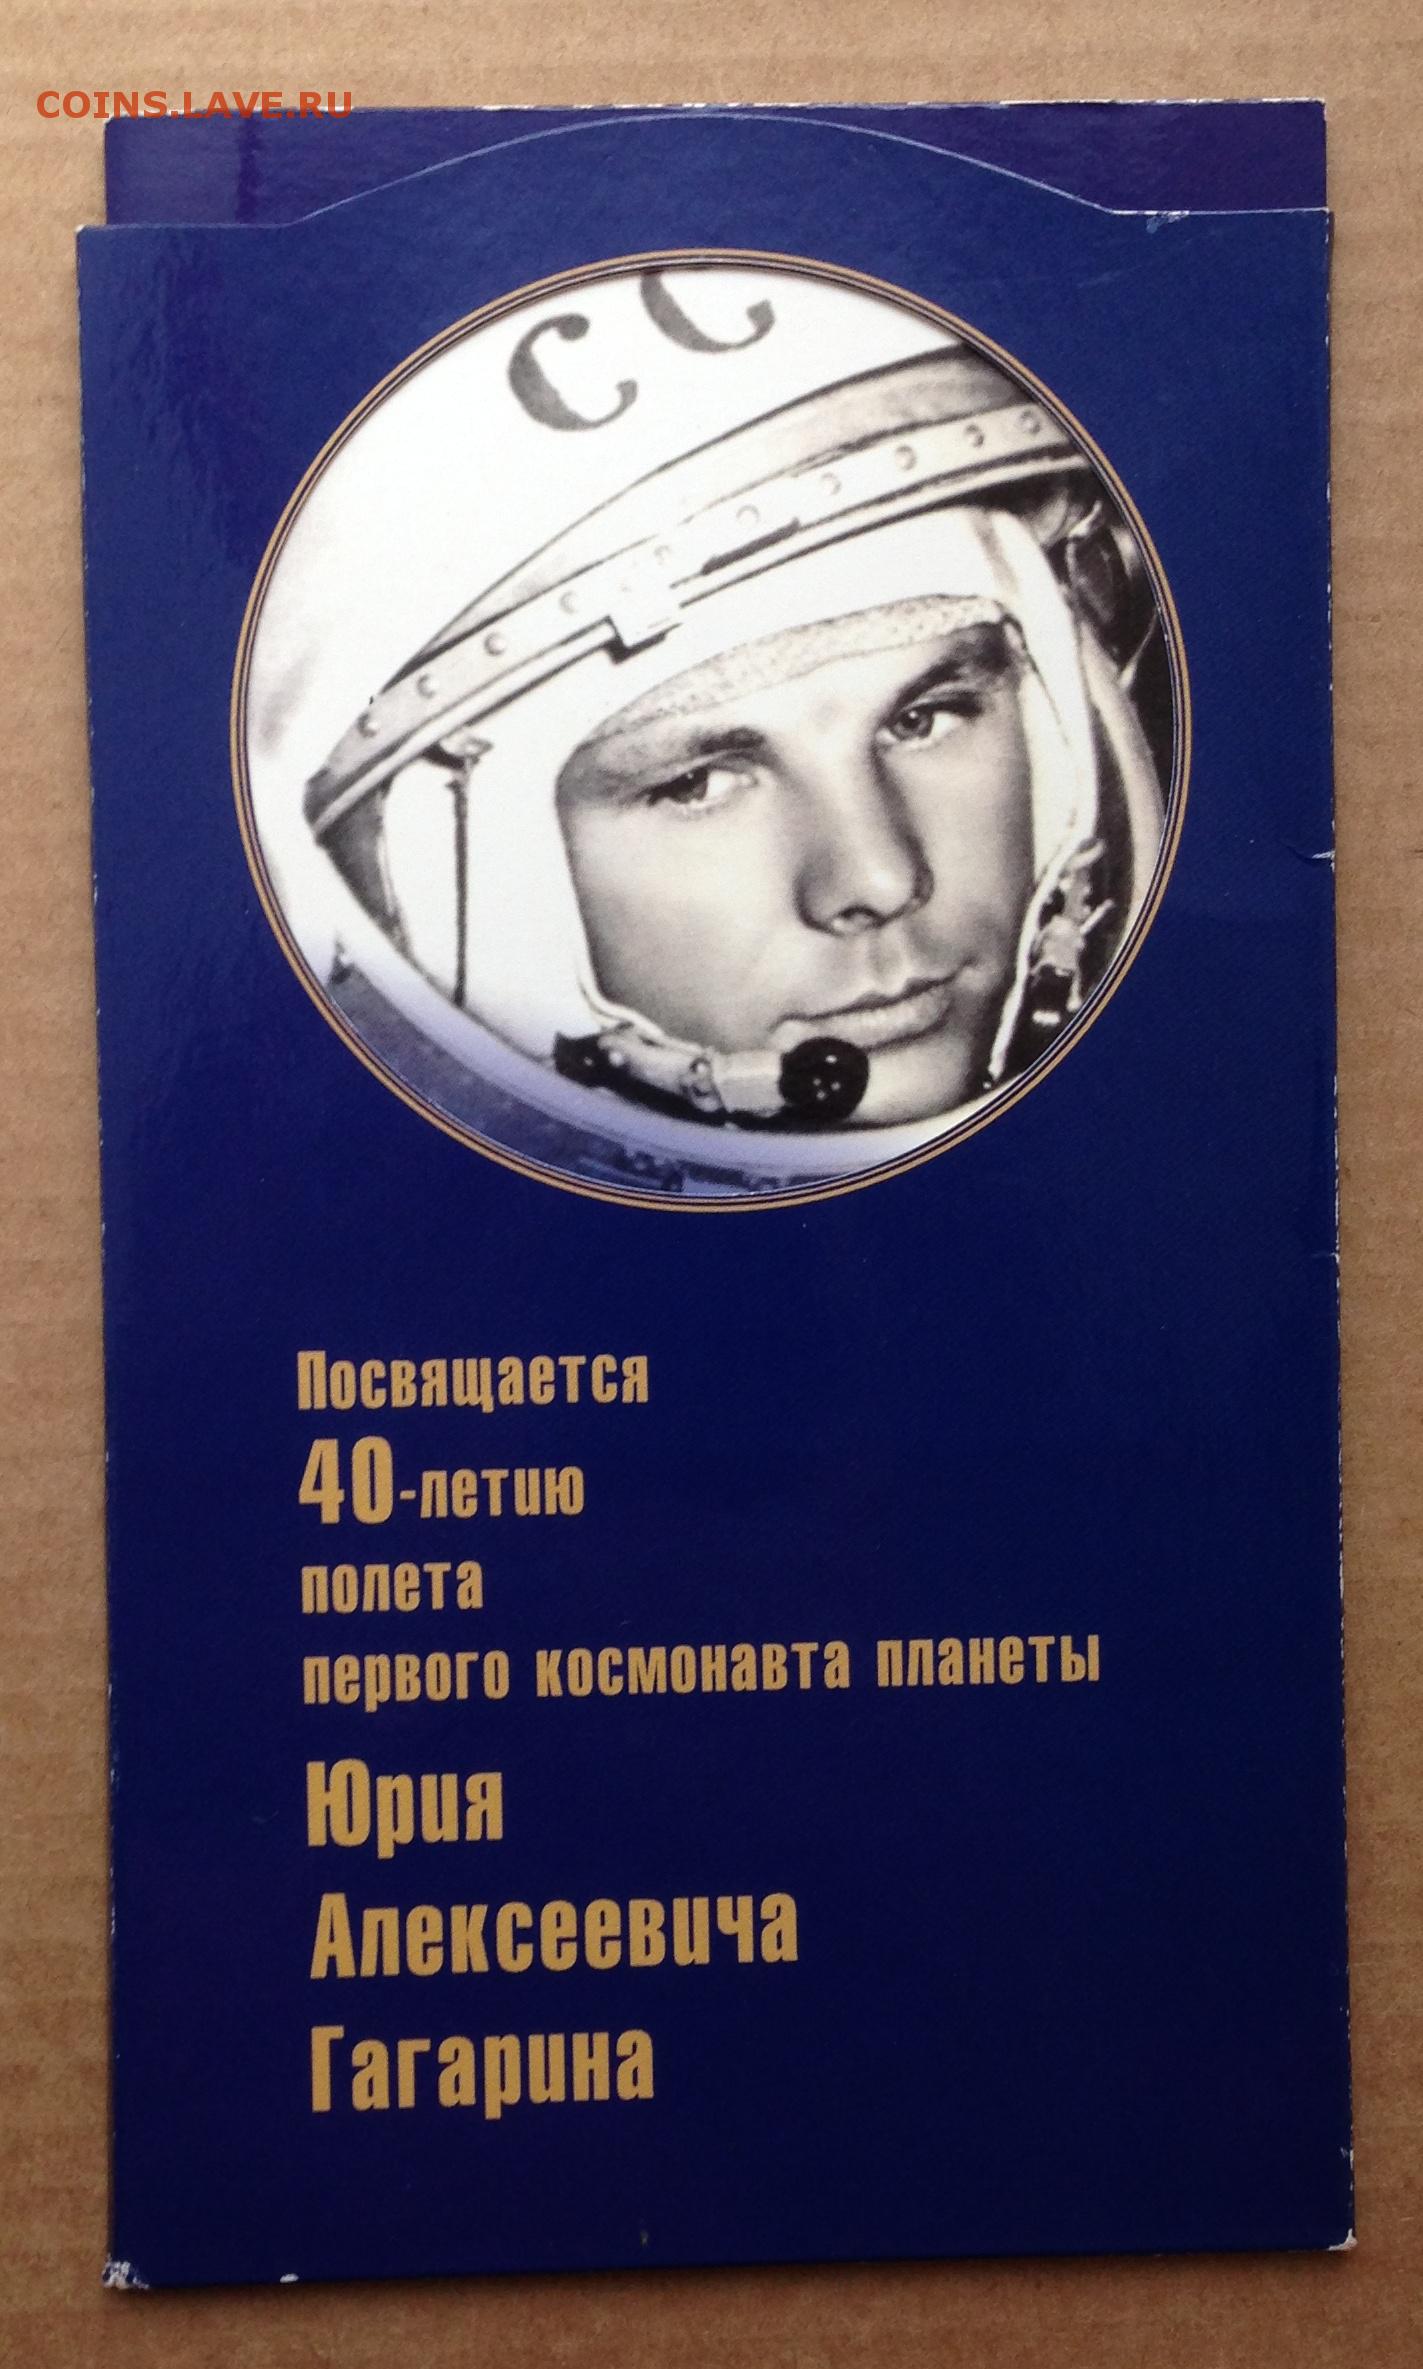 COINS.LAVE.RU
СС
Посвящается
40-летию
полета
первого космонавта планеты
Юрия
Алексеевича
Гагарина